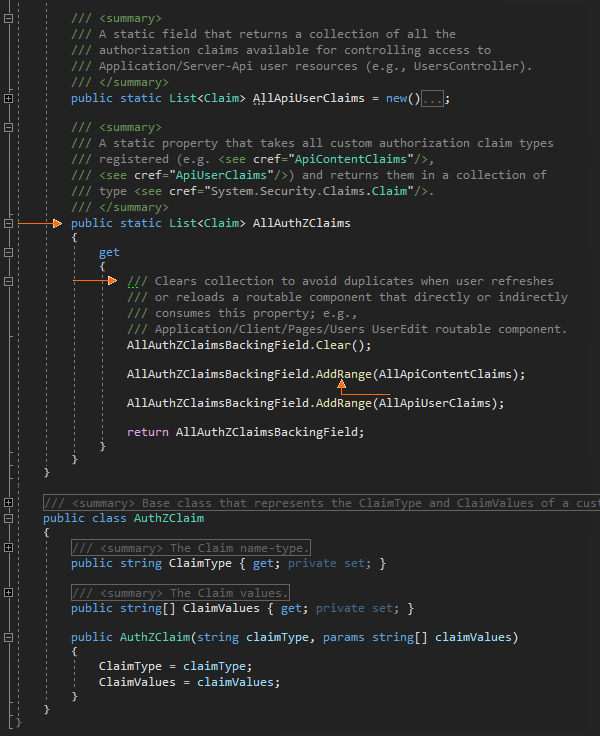 /// <summary>
/// A static field that returns a collection of all the
/// authorization claims available for controlling access to
/// Application/Server-Api user resources (e.g., UsersController).
/// </summary>
public static List<Claim> AllApiUserClaims = new()...;
/// <summary>
/// A static property that takes all custom authorization claim types
/// registered (e.g. <see cref="ApiContentClaims"/>,
/// <see cref="ApiUserClaims"/>) and returns them in a collection of
/// type <see cref="System.Security.Claims.Claim"/>.
/// </summary>
public static List<Claim> AllAuthZClaims
{
get
{
/// Clears collection to avoid duplicates when user refreshes
/// or reloads a routable component that directly or indirectly
/// consumes this property; e.g.,
/// Application/Client/Pages/Users UserEdit routable component.
AllAuthZClaimsBackingField.Clear();
AllAuthZClaimsBackingField.AddRange(AllApiContentClaims);
AllAuthZClaimsBackingField.AddRange(AllApiUserClaims);
return AllAuthZClaimsBackingField;
}
}
}
/// <summary> Base class that represents the ClaimType and ClaimValues of a cust
public class AuthZClaim
{
/// <summary> The Claim name-type.
public string ClaimType { get; private set; }
/// <summary> The Claim values.
public string[] ClaimValues { get; private set; }
public AuthZClaim(string claimType, params string[] claimValues)
{
ClaimType = claimType;
ClaimValues = claimValues;
}
}
}